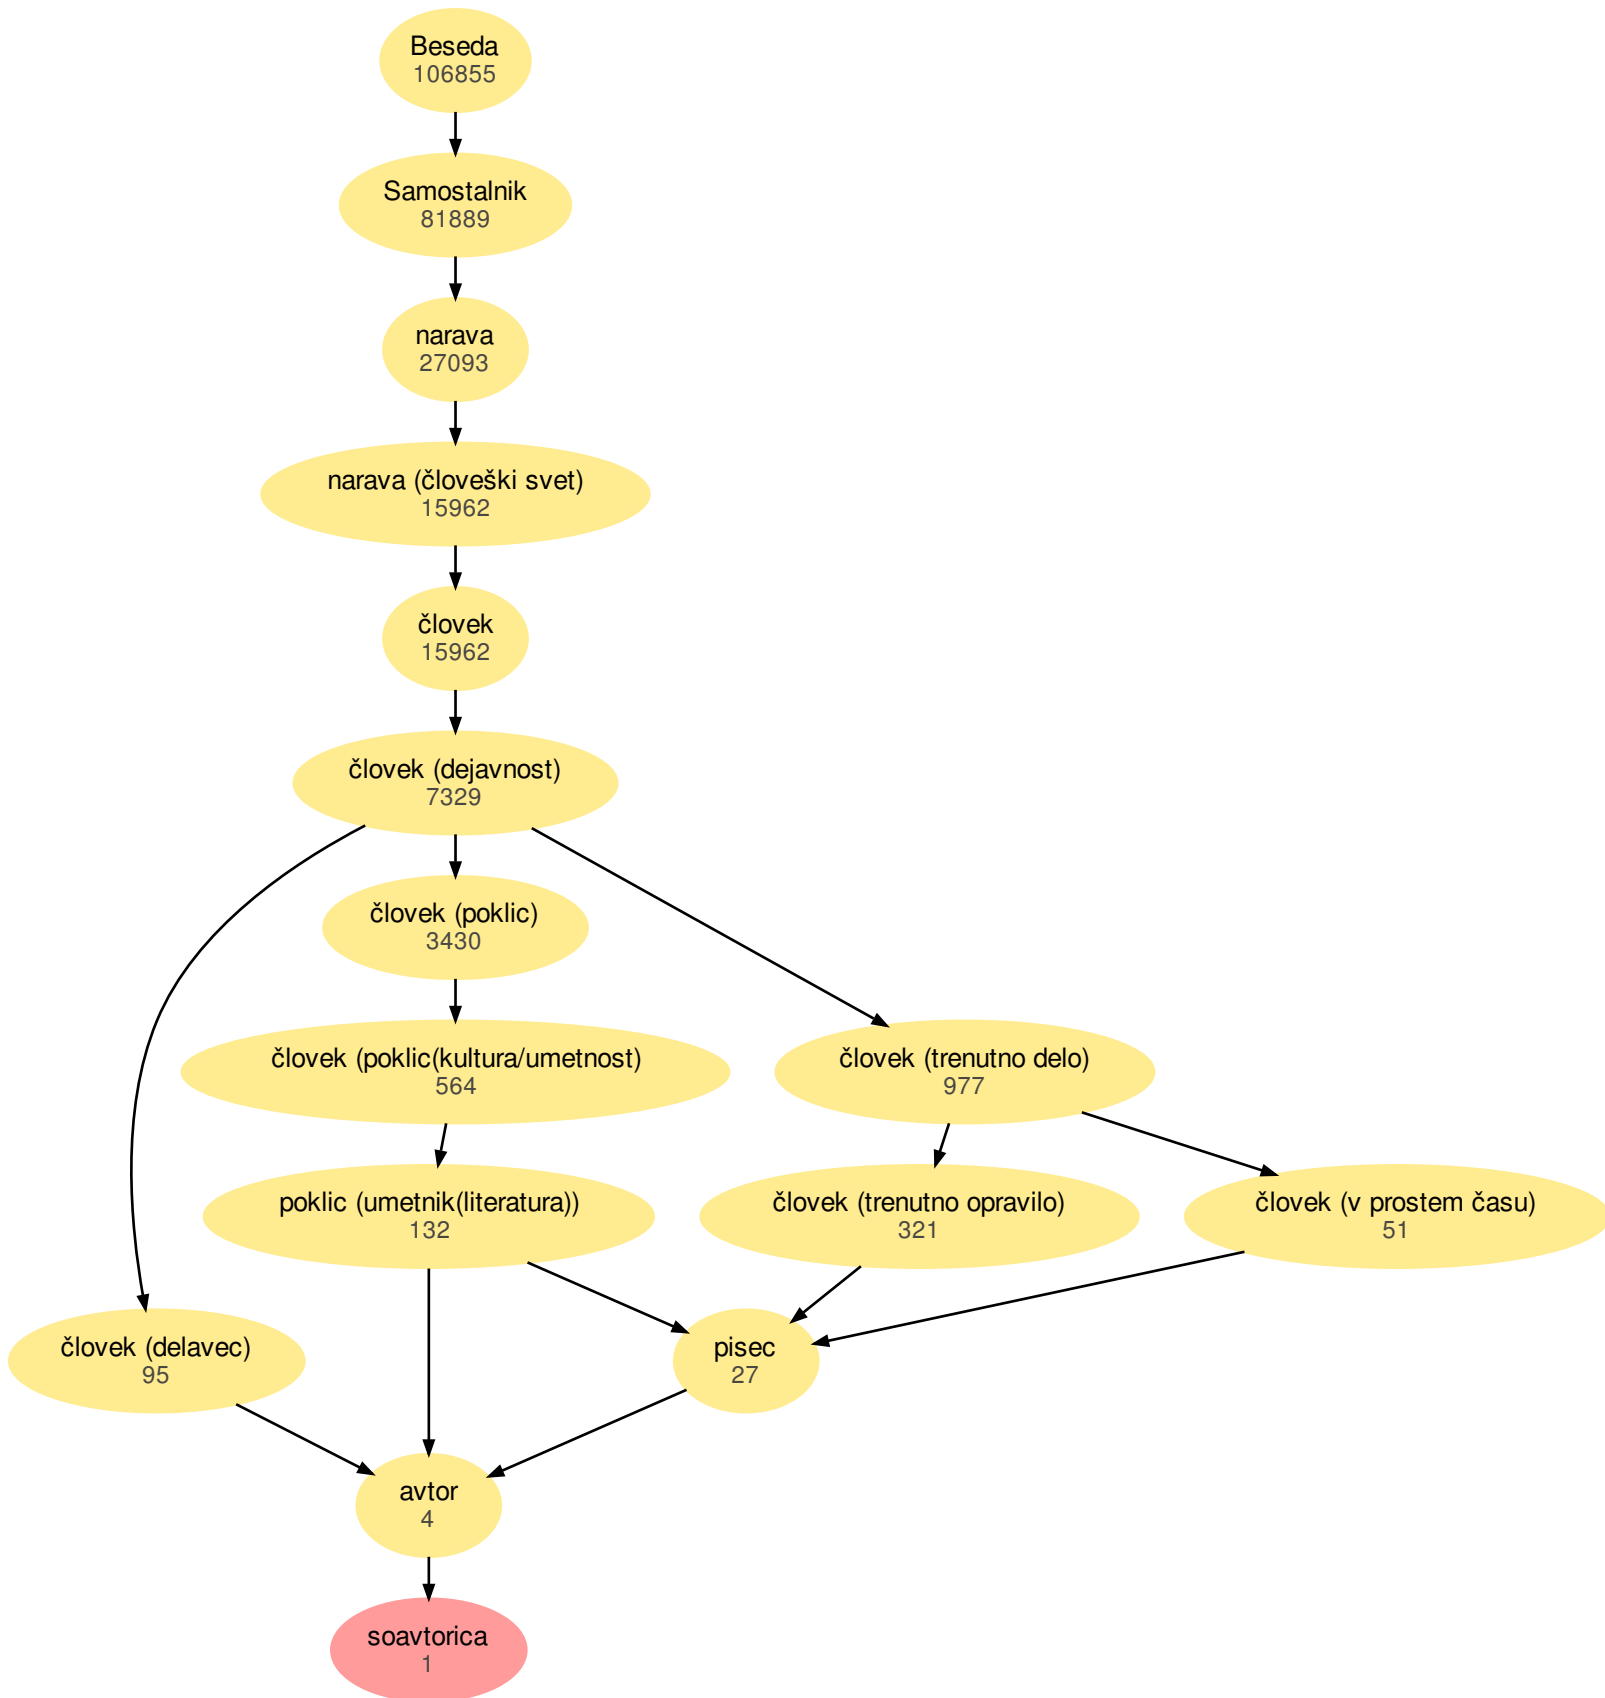 Beseda
106855
Samostalnik
81889
narava
27093
narava (človeški svet)
15962
človek
15962
človek (dejavnost)
7329
človek (poklic)
3430
človek (poklic(kultura/umetnost)
564
človek (trenutno delo)
977
poklic (umetnik(literatura))
132
človek (trenutno opravilo)
321
človek (v prostem času)
51
človek (delavec)
95
pisec
27
avtor
4
soavtorica
1